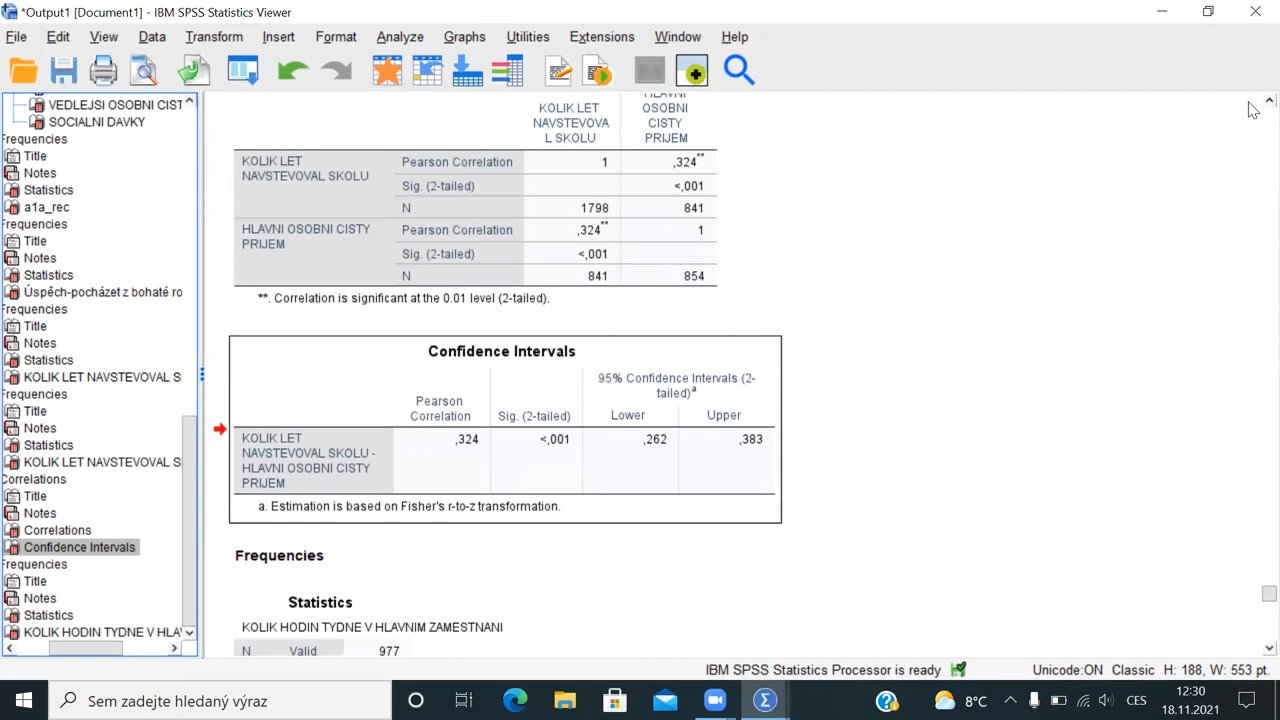 *Output1 [Document1] - IBM SPSS Statistics Viewer
File Edit View Data Transform Insert Format Analyze Graphs Utilities Extensions Window Help
VEDLEJSI OSOBNI CIST
SOCIALNI DAVKY
Frequencies
Title
Notes
Statistics
a1a_rec
Frequencies
Title
Notes
Statistics
Úspěch-pocházet z bohaté ro
Frequencies
Title
Notes
Statistics
KOLIK LET NAVSTEVOVAL S
Frequencies
Title
Notes
Statistics
KOLIK LET NAVSTEVOVAL S
Correlations
Title
Notes
Correlations
Confidence Intervals
Frequencies
Title
Notes
Statistics
KOLIK HODIN TYDNE V HLAV
KOLIK LET
NAVSTEVOVA
L SKOLU
HLAVNI
OSOBNI
CISTY
PRIJEM
KOLIK LET
NAVSTEVOVAL SKOLU
Pearson Correlation 1 ,324**
Sig. (2-tailed) <,001
N 1798 841
HLAVNI OSOBNI CISTY
PRIJEM
Pearson Correlation ,324** 1
Sig. (2-tailed) <,001
N 841 854
**. Correlation is significant at the 0.01 level (2-tailed).
Confidence Intervals
Pearson
Correlation
Sig. (2-tailed)
95% Confidence Intervals (2-
tailed)a
Lower Upper
KOLIK LET
NAVSTEVOVAL SKOLU -
HLAVNI OSOBNI CISTY
PRIJEM
,324 <,001 ,262 ,383
a. Estimation is based on Fisher's r-to-z transformation.
Frequencies
Statistics
KOLIK HODIN TYDNE V HLAVNIM ZAMESTNANI
N Valid 977
IBM SPSS Statistics Processor is ready Unicode:ON Classic H: 188, W: 553 pt.
Sem zadejte hledaný výraz
8°C CES 12:30
18.11.2021